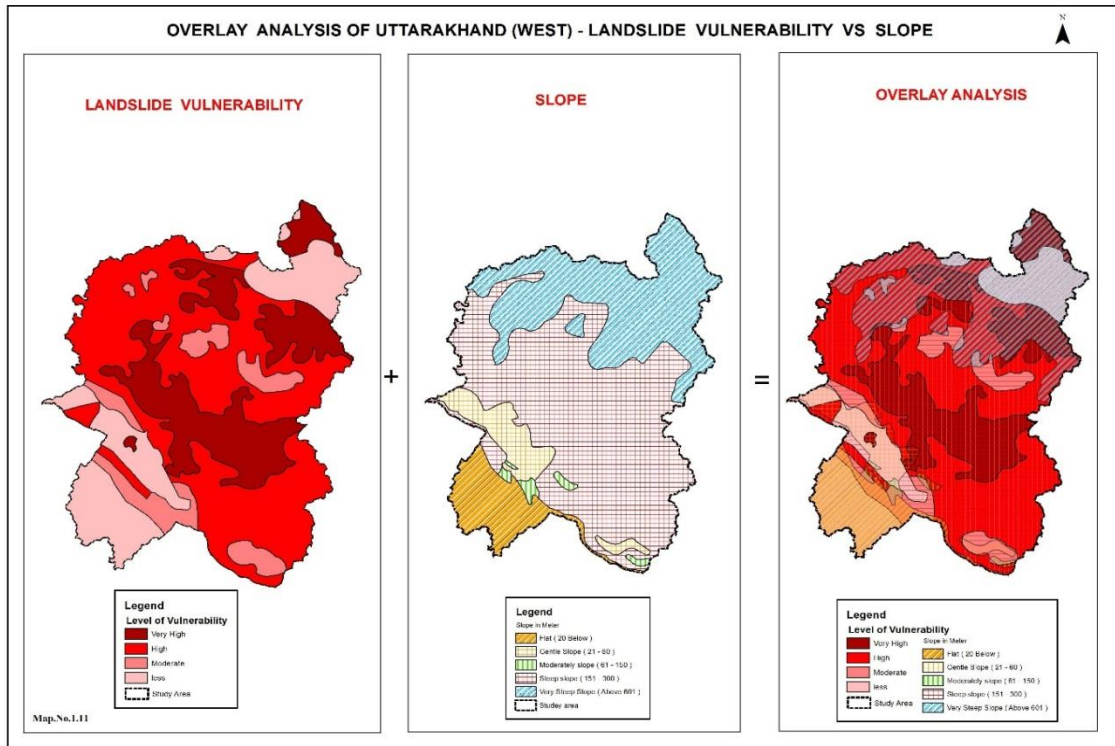 OVERLAY ANALYSIS OF UTTARAKHAND (WEST) - LANDSLIDE VULNERABILITY VS SLOPE
N
LANDSLIDE VULNERABILITY
Legend
Level of Vulnerability
Very High
High
Moderate
less
Study Area
Map.No.1.11
+
SLOPE
Legend
Slope in Meter
Flat ( 20 Below )
Gentle Slope ( 21 - 60 )
Moderately slope ( 61 - 150 )
Steep slope ( 151 - 300 )
Very Steep Slope ( Above 601 )
Studey area
=
OVERLAY ANALYSIS
Legend
Level of Vulnerability
Very High
High
Moderate
less
Study Area
Slope in Meter
Flat ( 20 Below )
Gentle Slope ( 21 - 60 )
Moderately slope ( 61 - 150 )
Steep slope ( 151 - 300 )
Very Steep Slope ( Above 601 )